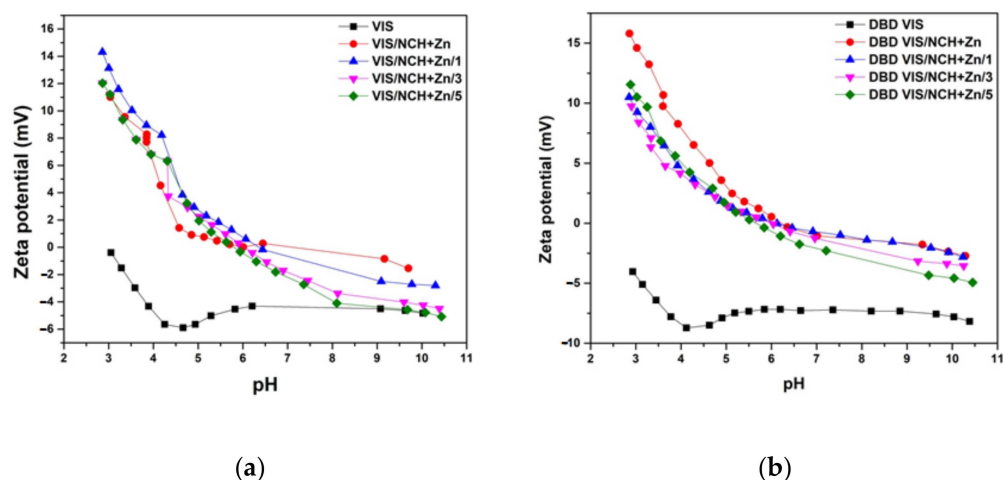 VIS
VIS/NCH+Zn
VIS/NCH+Zn/1
VIS/NCH+Zn/3
VIS/NCH+Zn/5
16
14
12
10
8
6
4
2
0
−2
−4
−6
Zeta potential (mV)
2 3 4 5 6 7 8 9 10 11
pH
(a)
DBD VIS
DBD VIS/NCH+Zn
DBD VIS/NCH+Zn/1
DBD VIS/NCH+Zn/3
DBD VIS/NCH+Zn/5
15
10
5
0
−5
−10
Zeta potential (mV)
2 3 4 5 6 7 8 9 10 11
pH
(b)